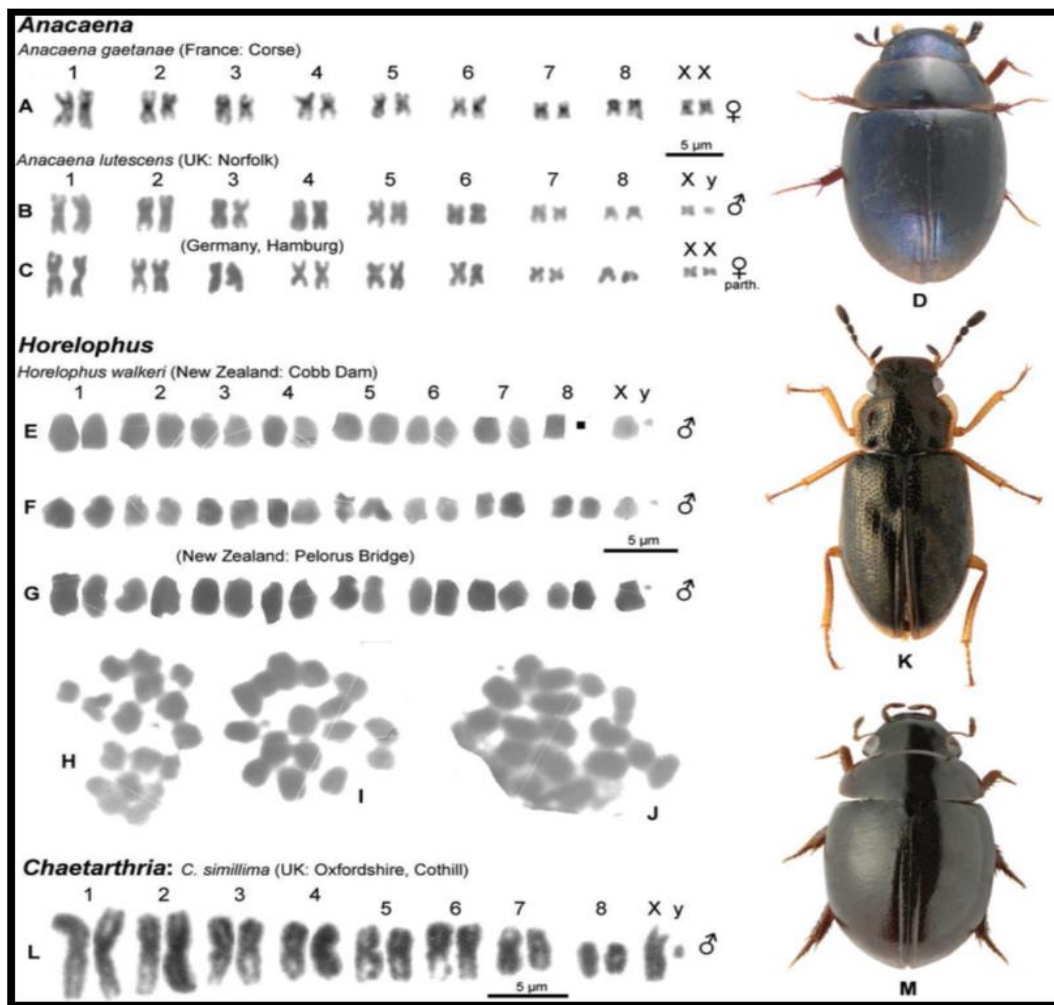 Anacaena
Anacaena gaetanae (France: Corse)
1 2 3 4 5 6 7 8 X X
A ♀
5 µm
Anacaena lutescens (UK: Norfolk)
1 2 3 4 5 6 7 8 X y
B ♂
(Germany, Hamburg) X X
C ♀
parth.
D
Horelophus
Horelophus walkeri (New Zealand: Cobb Dam)
1 2 3 4 5 6 7 8 X y
E ♂
F ♂
5 µm
(New Zealand: Pelorus Bridge)
G ♂
K
H I J
Chaetarthria: C. simillima (UK: Oxfordshire, Cothill)
1 2 3 4 5 6 7 8 X y
L ♂
5 µm
M